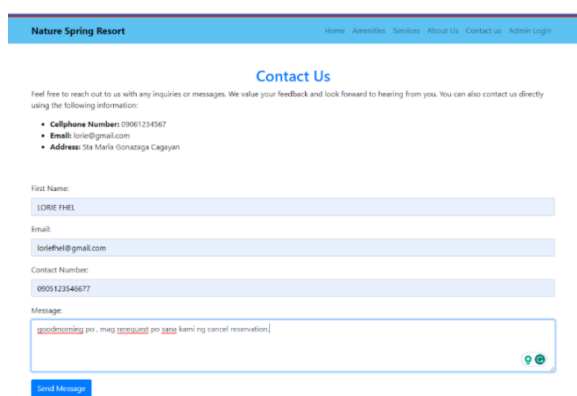 Nature Spring Resort
Home Ammnities Services About Us Contact us Admin Login
Contact Us
Feel free to reach out to us with any inquiries or messages. We value your feedback and look forward to hearing from you. You can also contact us directly
using the following information:
• Cellphone Number: 09061234567
• Email: lorie@gmail.com
• Address: Sta Maria Gonazaga Cagayan
First Name:
LORIE FHEL
Email:
loriefhel@gmail.com
Contact Number:
0905123546677
Message:
goodmorning po , mag rerequest po sana kami ng cancel reservation.
Send Message